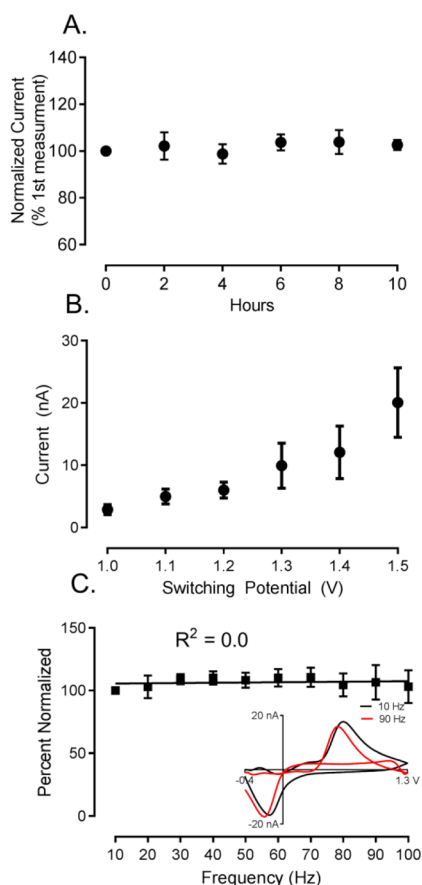 A.
Normalized Current
(% 1st measurment)
140
120
100
80
60
0 2 4 6 8 10
Hours
B.
Current (nA)
30
20
10
0
1.0 1.1 1.2 1.3 1.4 1.5
Switching Potential (V)
C.
Percent Normalized
150
100
50
0
R² = 0.0
10 Hz
90 Hz
20 nA
-0.4
1.3 V
-20 nA
10 20 30 40 50 60 70 80 90 100
Frequency (Hz)